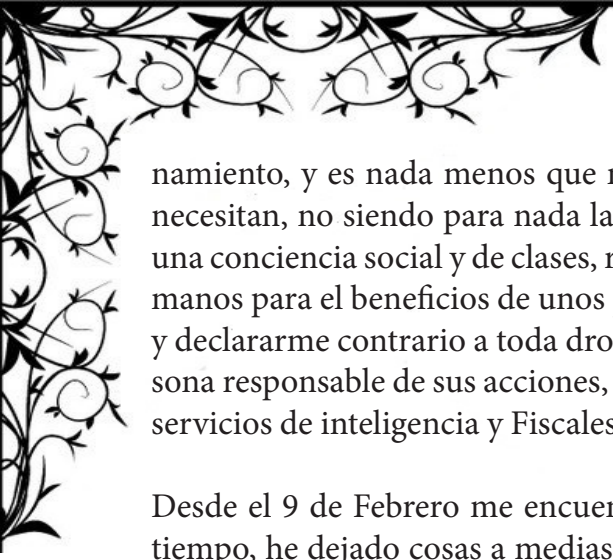 namiento, y es nada menos que
necesitan, no siendo para nada la
una conciencia social y de clases,
manos para el beneficios de unos
y declararme contrario a toda dro
sona responsable de sus acciones,
servicios de inteligencia y Fiscales
Desde el 9 de Febrero me encuen
tiempo, he dejado cosas a medias